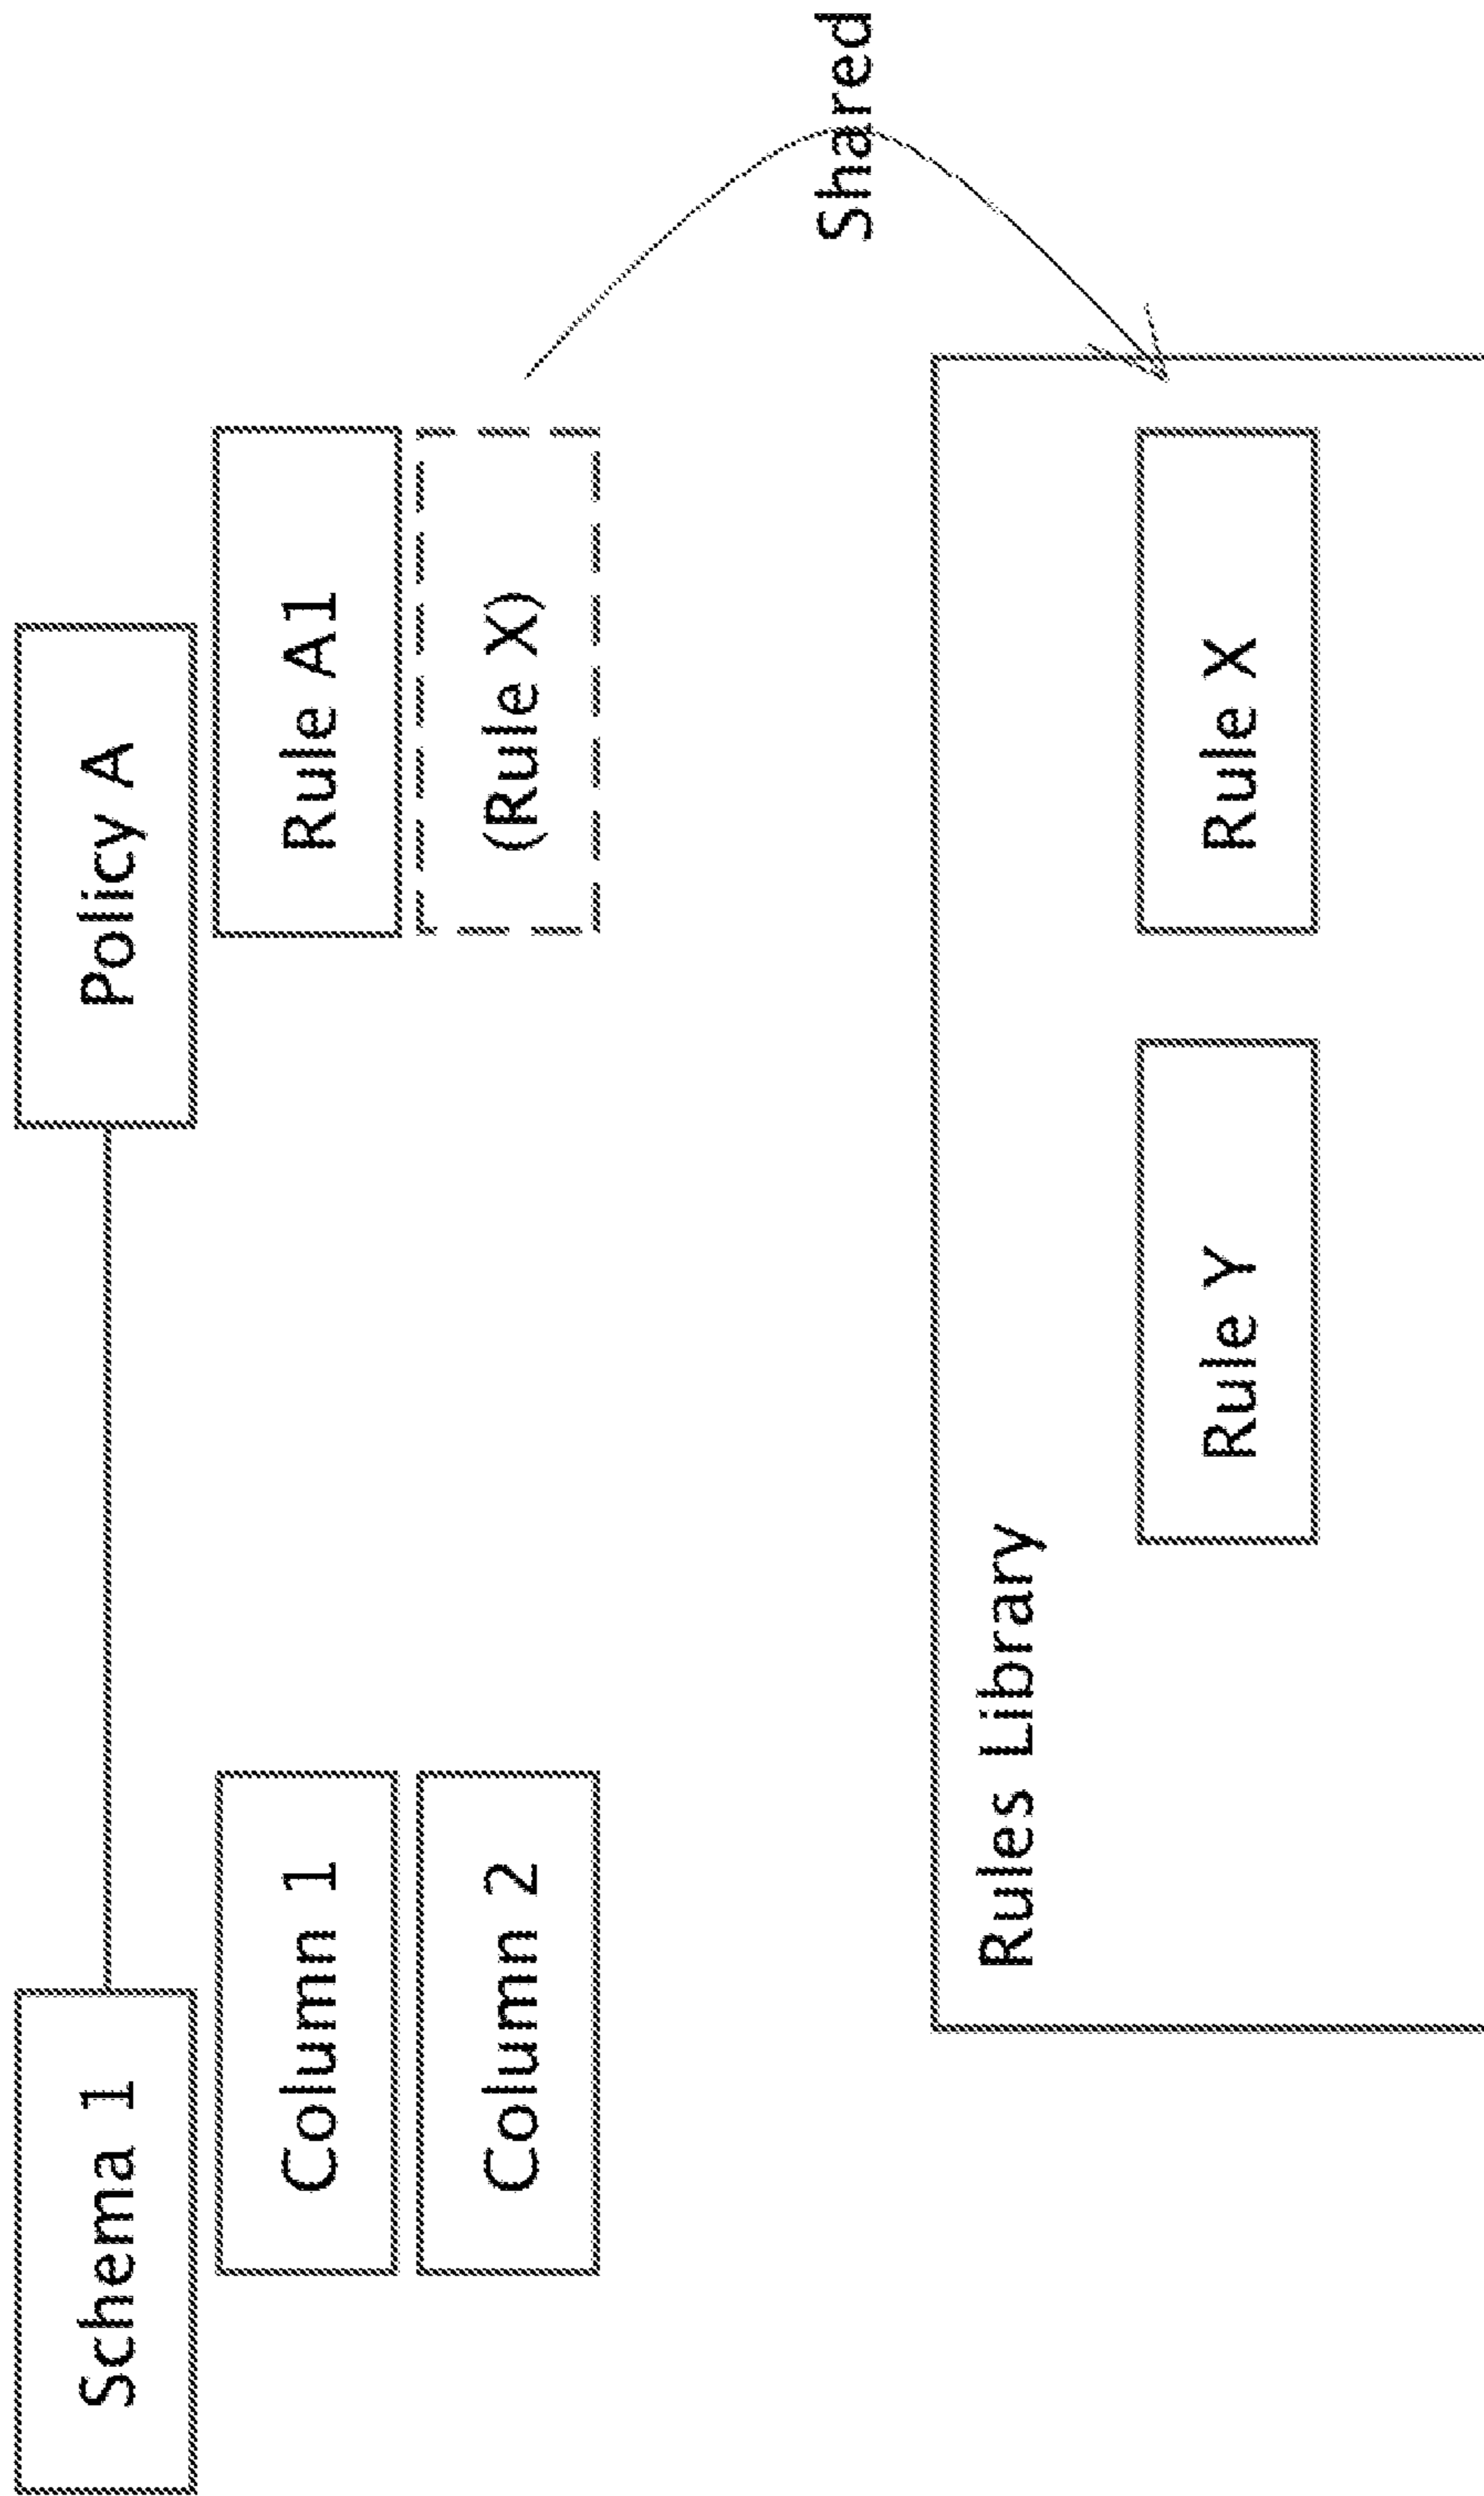 Schema 1
Policy A
Column 1
Rule A1
Column 2
(Rule X)
Shared
Rules Library
Rule Y
Rule X